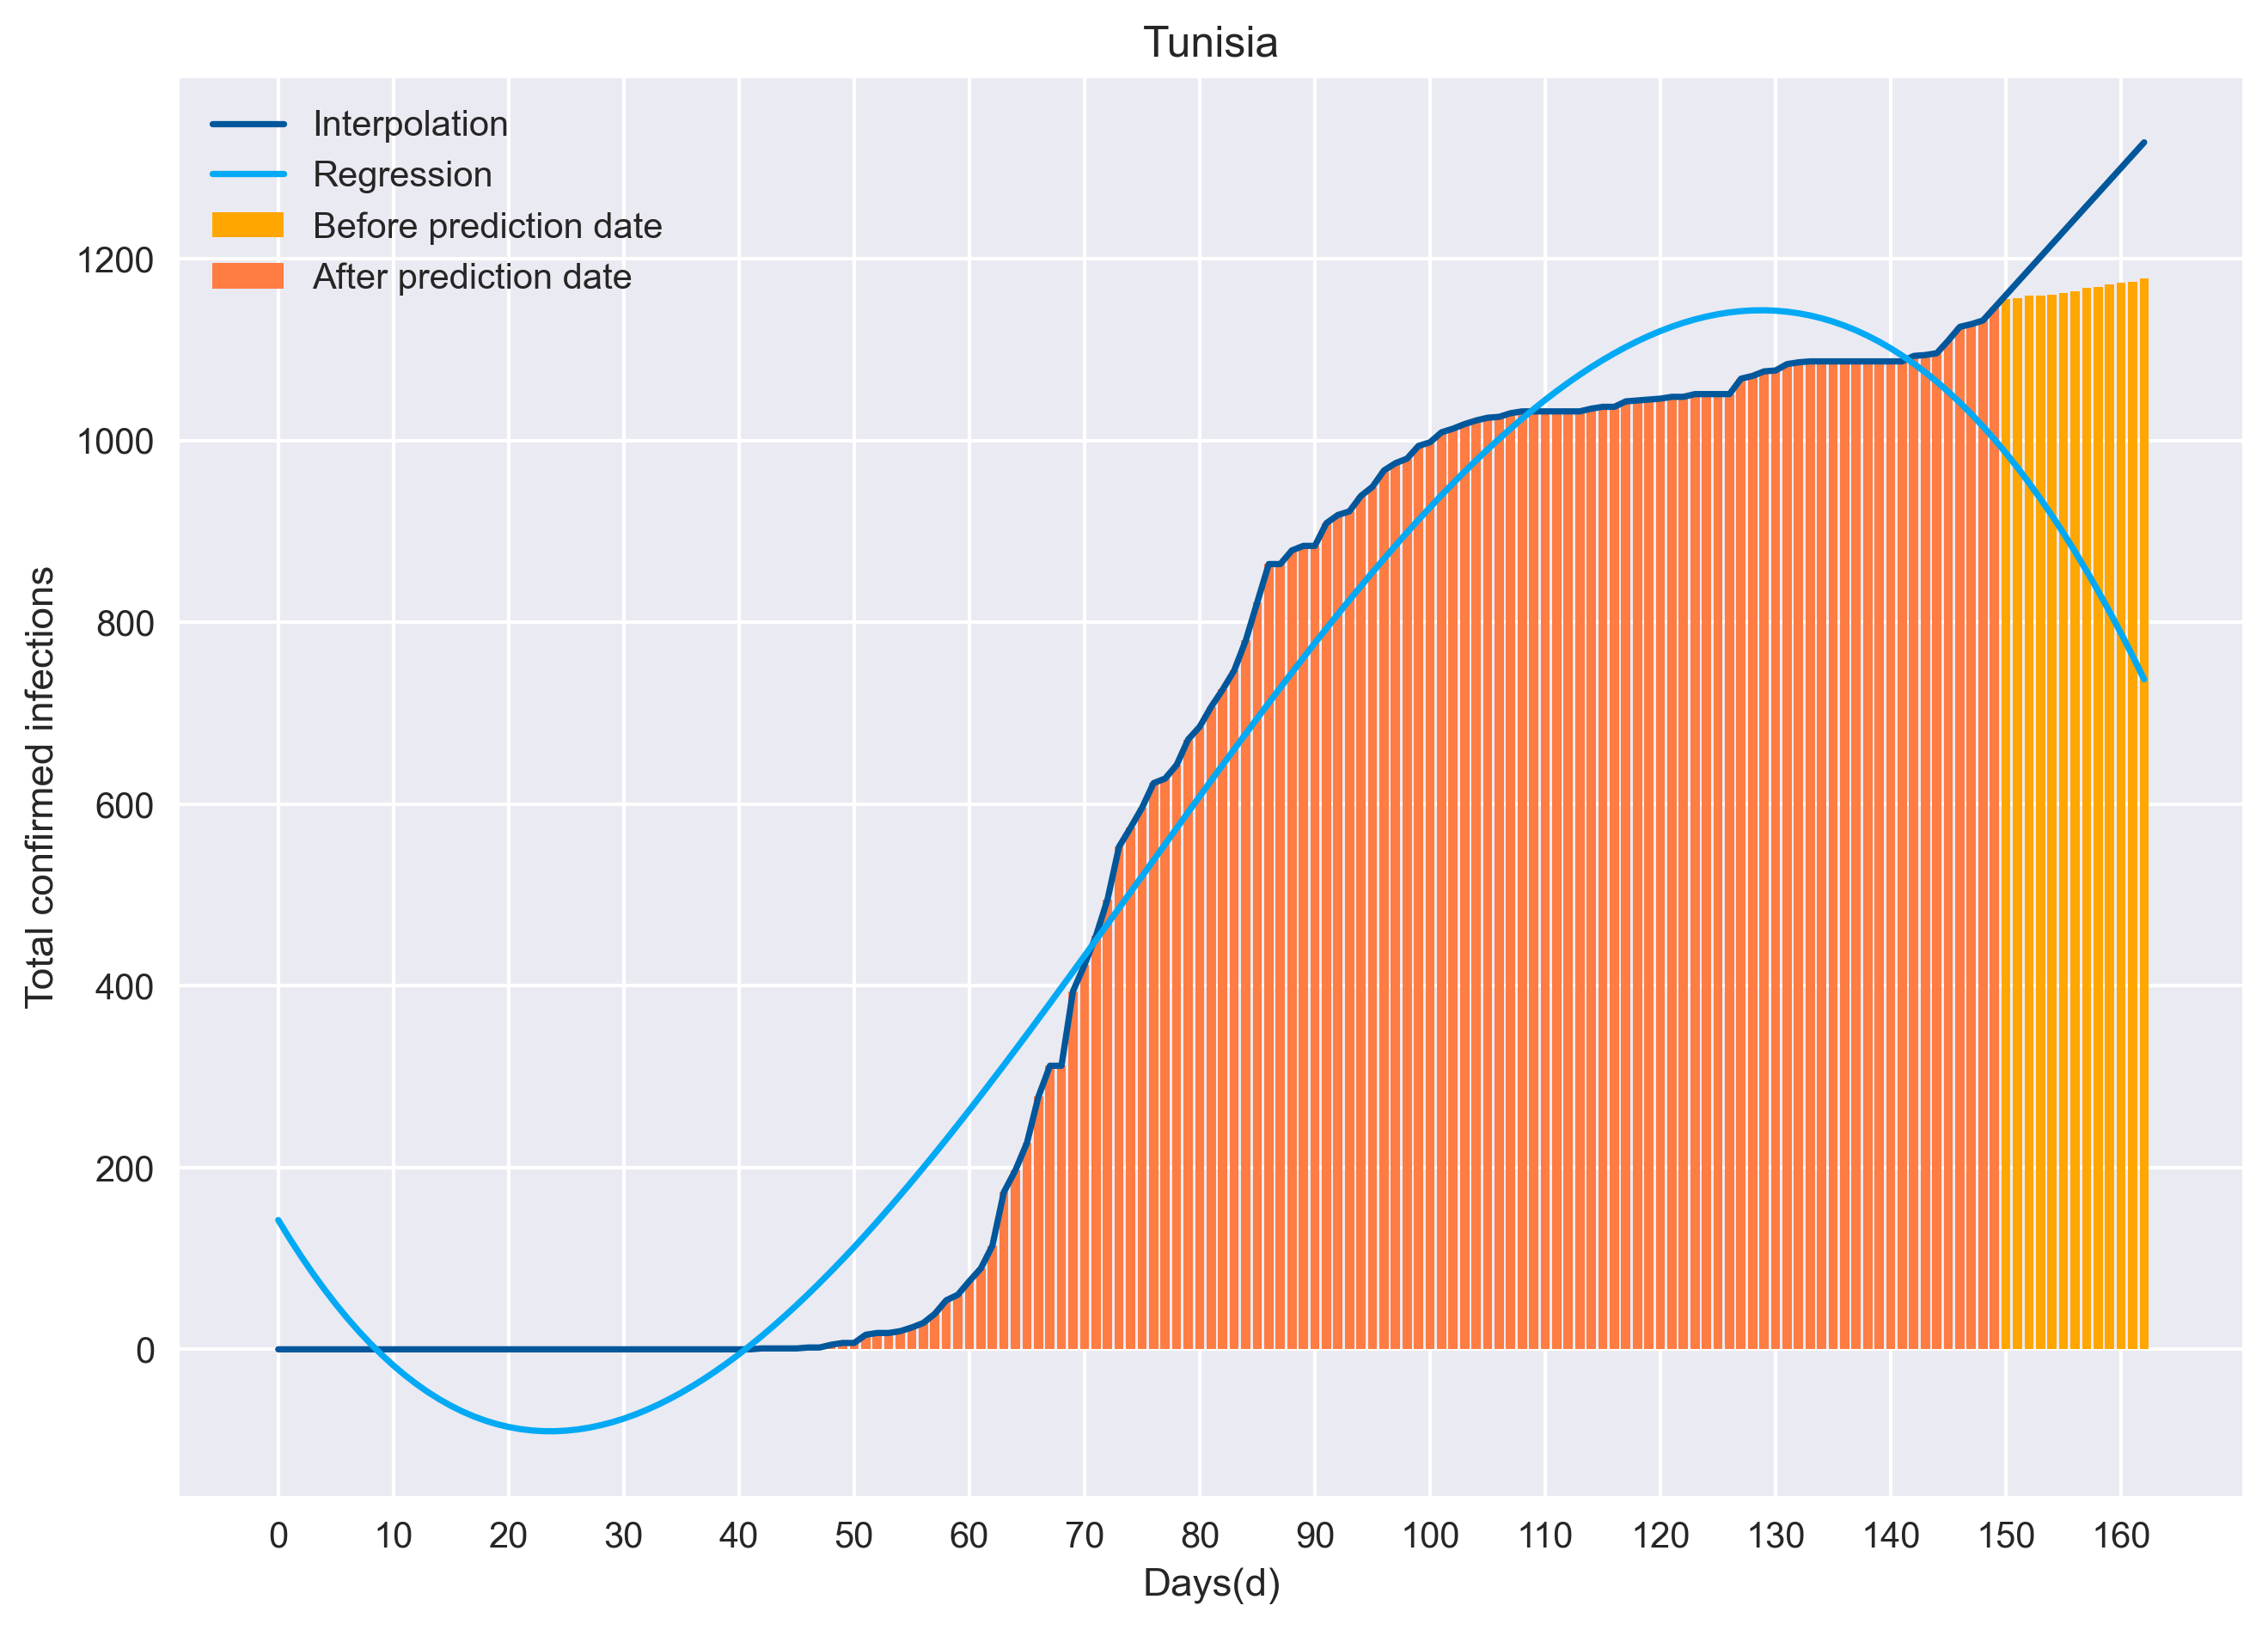 Tunisia
Interpolation
Regression
Before prediction date
After prediction date
1200
1000
800
600
400
200
0
Total confirmed infections
0 10 20 30 40 50 60 70 80 90 100 110 120 130 140 150 160
Days(d)